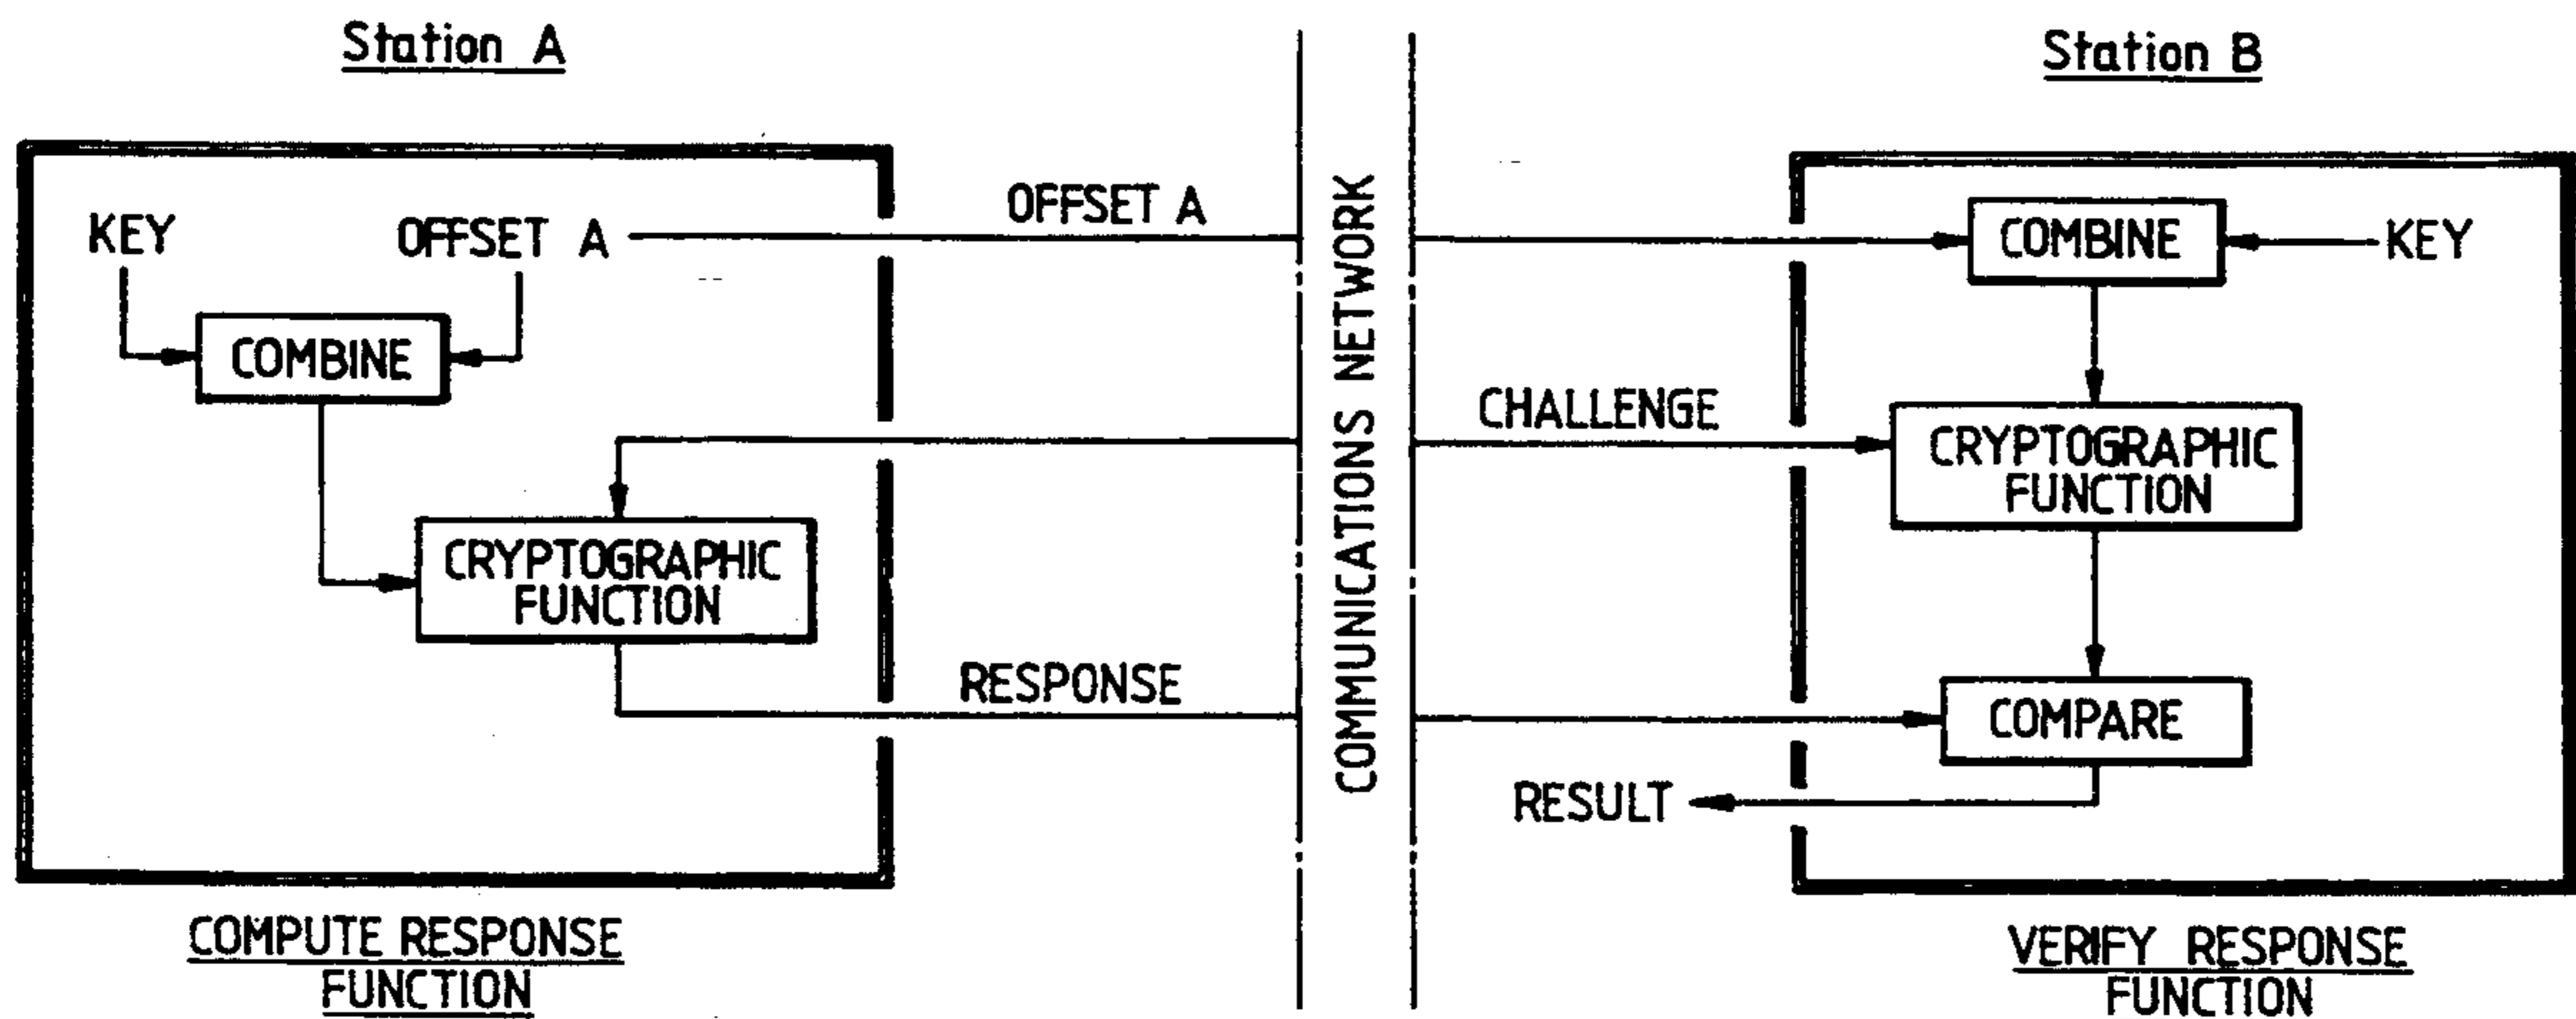 Station A
KEY
OFFSET A
COMBINE
CRYPTOGRAPHIC
FUNCTION
COMPUTE RESPONSE
FUNCTION
OFFSET A
RESPONSE
COMMUNICATIONS NETWORK
Station B
CHALLENGE
COMBINE
KEY
CRYPTOGRAPHIC
FUNCTION
COMPARE
RESULT
VERIFY RESPONSE
FUNCTION